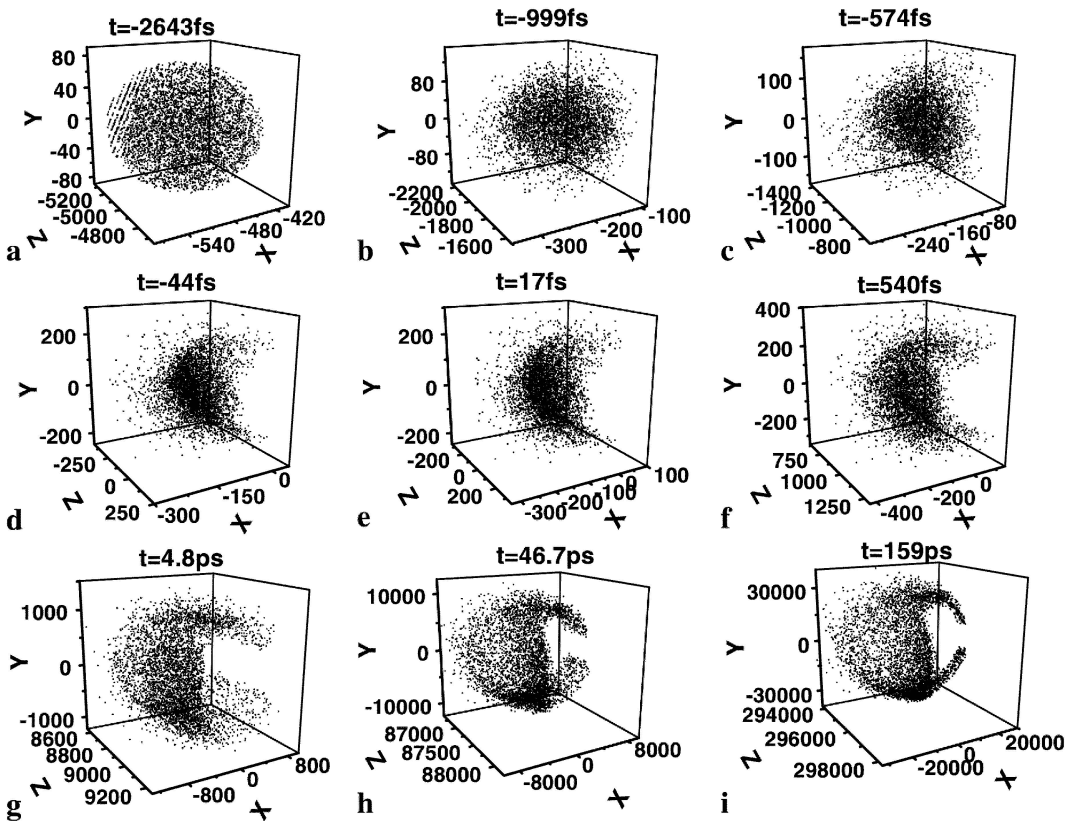 t=-2643fs
t=-999fs
t=-574fs
80
40
0
-40
-80
Y
-5200
-5000
-4800
Z
-540
-480
-420
X
a
80
0
-80
Y
-2200
-2000
-1800
-1600
Z
-300
-200
-100
X
b
100
0
-100
Y
-1400
-1200
-1000
-800
Z
-240
-160
-80
X
c
t=-44fs
t=17fs
t=540fs
200
0
-200
Y
-250
0
250
Z
-300
-150
0
X
d
200
0
-200
Y
-200
0
200
Z
-300
-200
-100
0
100
X
e
400
200
0
-200
Y
750
1000
1250
Z
-400
-200
0
X
f
t=4.8ps
t=46.7ps
t=159ps
1000
0
-1000
Y
8600
8800
9000
9200
Z
-800
0
800
X
g
10000
0
-10000
Y
87000
87500
88000
Z
-8000
0
8000
X
h
30000
0
-30000
Y
294000
296000
298000
Z
-20000
0
20000
X
i